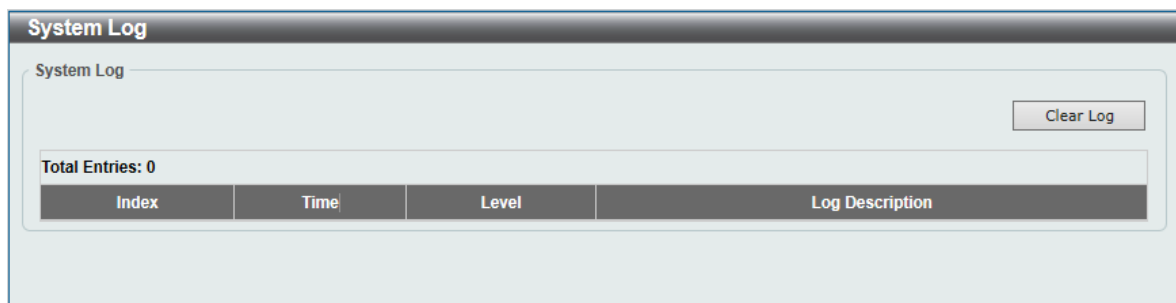 System Log
System Log
Clear Log
Total Entries: 0
Index Time Level Log Description